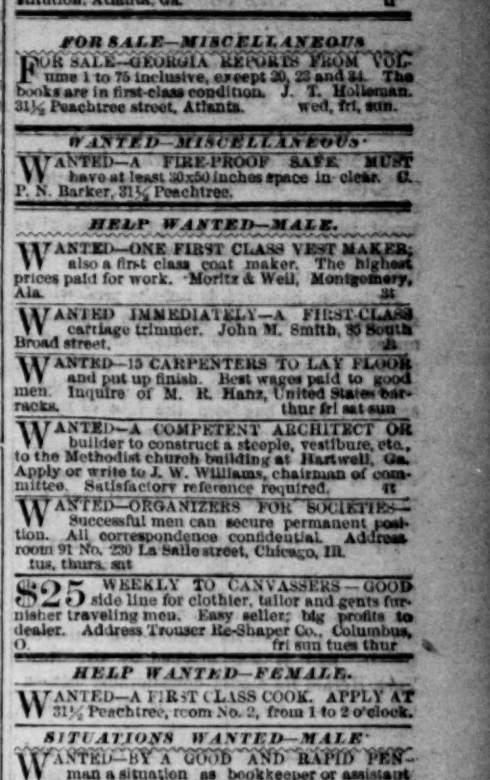 FOR SALE—MISCELLANEOUS
FOR SALE—GEORGIA REPORTS FROM VOL-
ume 1 to 75 inclusive, except 20, 22 and 34. The
books are in first-class condition. J. T. Holleman.
31½ Peachtree street, Atlanta. wed, fri, sun.
WANTED—MISCELLANEOUS
WANTED—A FIRE-PROOF SAFE MUST
have at least 30x50 inches space in clear. C.
P. N. Barker, 31½ Peachtree.
HELP WANTED—MALE.
WANTED—ONE FIRST CLASS VEST MAKER;
also a first class coat maker. The highest
prices paid for work. Moritz & Weil, Montgomery,
Ala. 3t
WANTED IMMEDIATELY—A FIRST-CLASS
carriage trimmer. John M. Smith, 85 South
Broad street. 2t
WANTED—15 CARPENTERS TO LAY FLOOR
and put up finish. Best wages paid to good
men. Inquire of M. R. Hanz, United States bar-
racks. thur fri sat sun
WANTED—A COMPETENT ARCHITECT OR
builder to construct a steeple, vestibure, etc.,
to the Methodist church building at Hartwell, Ga.
Apply or write to J. W. Williams, chairman of com-
mittee. Satisfactory reference required. 4t
WANTED—ORGANIZERS FOR SOCIETIES—
Successful men can secure permanent posi-
tion. All correspondence confidential. Address
room 91 No. 230 La Salle street, Chicago, Ill.
tus, thurs, sat
$25 WEEKLY TO CANVASSERS—GOOD
side line for clothier, tailor and gents fur-
nisher traveling men. Easy seller; big profits to
dealer. Address Trouser Re-Shaper Co., Columbus,
O. fri sun tues thur
HELP WANTED—FEMALE.
WANTED—A FIRST CLASS COOK. APPLY AT
31½ Peachtree, room No. 2, from 1 to 2 o'clock.
SITUATIONS WANTED—MALE
WANTED—BY A GOOD AND RAPID PEN-
man a situation as bookkeeper or assistant